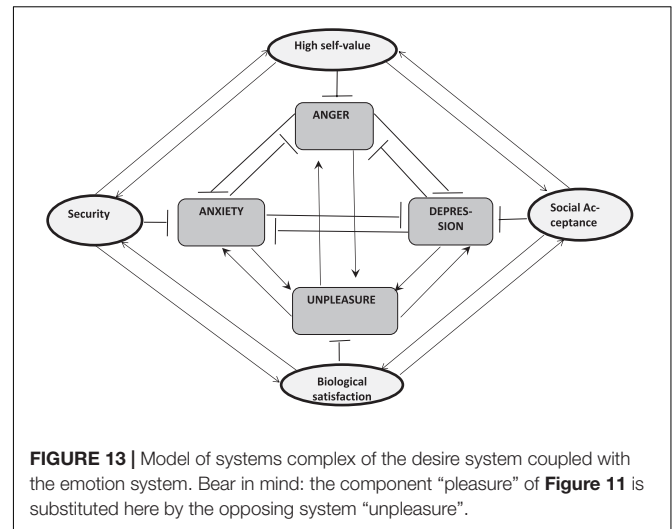 High self-value
ANGER
Security
ANXIETY
DEPRES-
SION
Social Ac-
ceptance
UNPLEASURE
Biological
satisfaction
FIGURE 13 | Model of systems complex of the desire system coupled with
the emotion system. Bear in mind: the component “pleasure” of Figure 11 is
substituted here by the opposing system “unpleasure”.